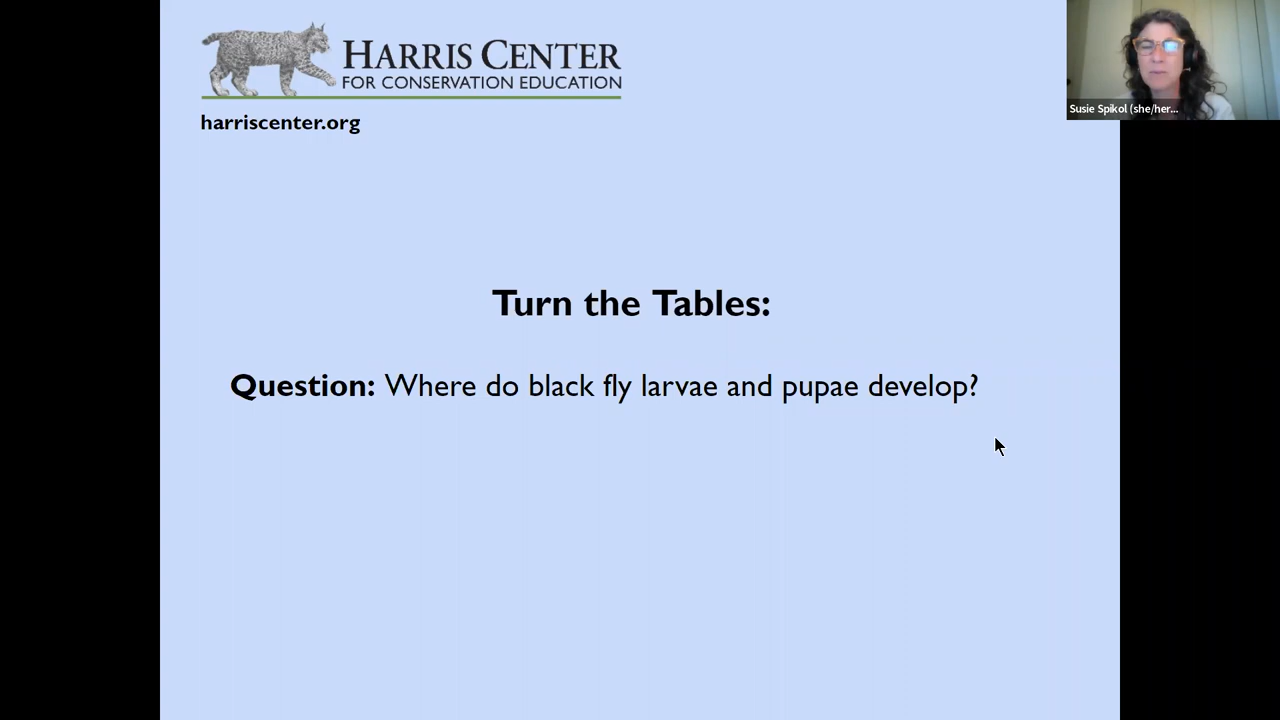 HARRIS CENTER
FOR CONSERVATION EDUCATION
harriscenter.org
Susie Spikol (she/her...
Turn the Tables:
Question: Where do black fly larvae and pupae develop?